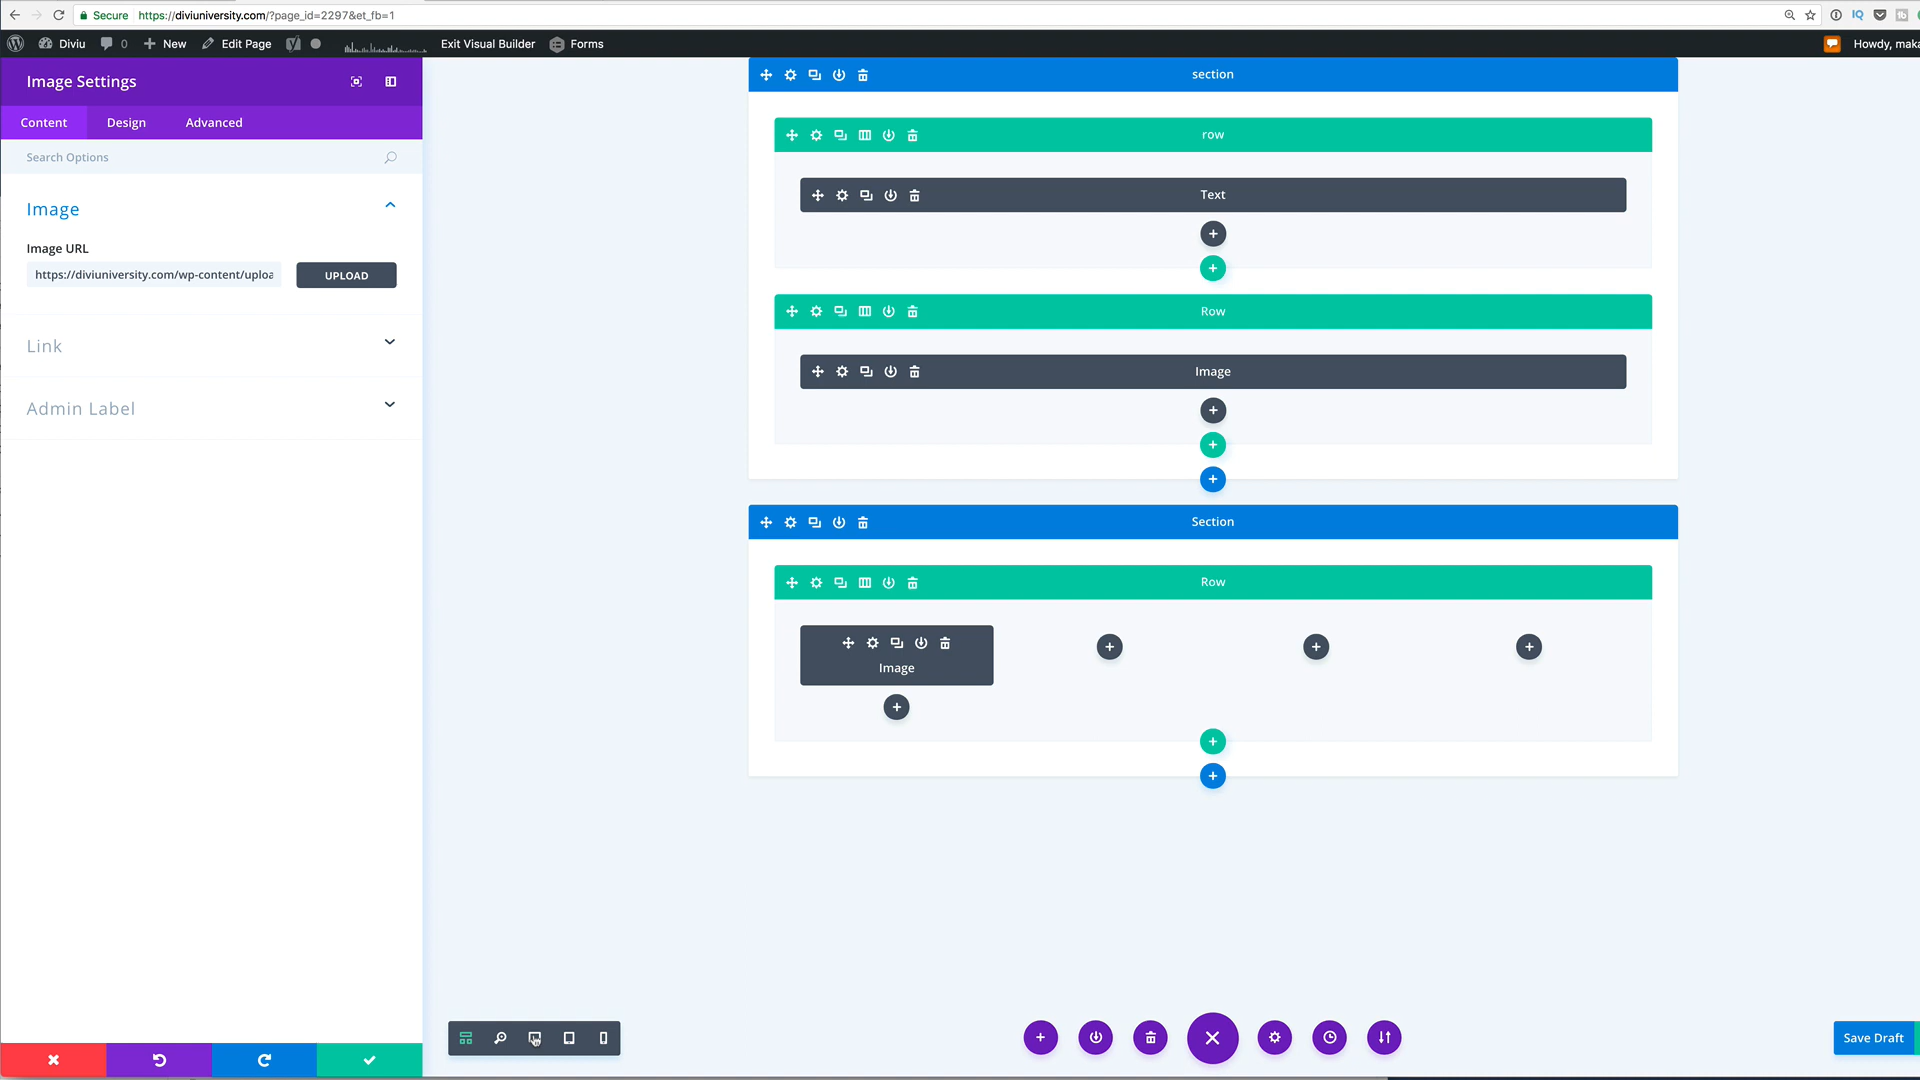 Secure https://diviuniversity.com/?page_id=2297&et_fb=1
Diviu 0 New Edit Page Exit Visual Builder Forms Howdy, maka
Image Settings
section
Content Design Advanced
row
Search Options
Text
Image
Image URL
https://diviuniversity.com/wp-content/uploa UPLOAD
Row
Link
Image
Admin Label
Section
Row
Image
Save Draft